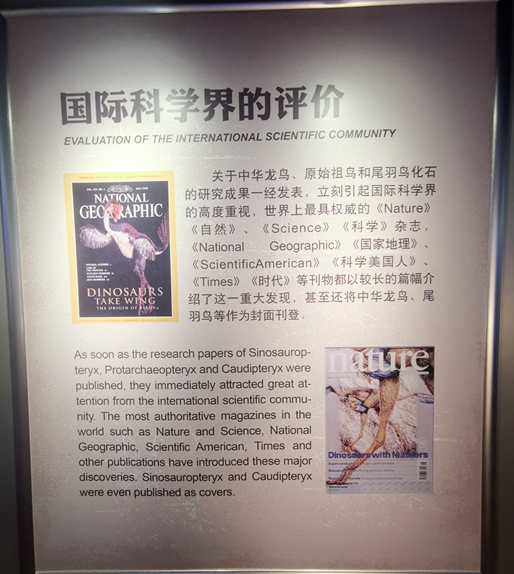 国际科学界的评价
EVALUATION OF THE INTERNATIONAL SCIENTIFIC COMMUNITY
关于中华龙鸟、原始祖鸟和尾羽鸟化石
的研究成果一经发表，立刻引起国际科学界
的高度重视，世界上最具权威的《Nature》
《自然》、《Science》《科学》杂志，
《National Geographic》《国家地理》、
《ScientificAmerican》《科学美国人》、
《Times》《时代》等刊物都以较长的篇幅介
绍了这一重大发现，甚至还将中华龙鸟、尾
羽鸟等作为封面刊登。
NATIONAL
GEOGRAPHIC
DINOSAURS
TAKE WING
THE ORIGIN OF BIRDS
As soon as the research papers of Sinosaurop-
teryx, Protarchaeopteryx and Caudipteryx were
published, they immediately attracted great at-
tention from the international scientific commu-
nity. The most authoritative magazines in the
world such as Nature and Science, National
Geographic, Scientific American, Times and
other publications have introduced these major
discoveries. Sinosauropteryx and Caudipteryx
were even published as covers.
nature
Dinosaurs with feathers